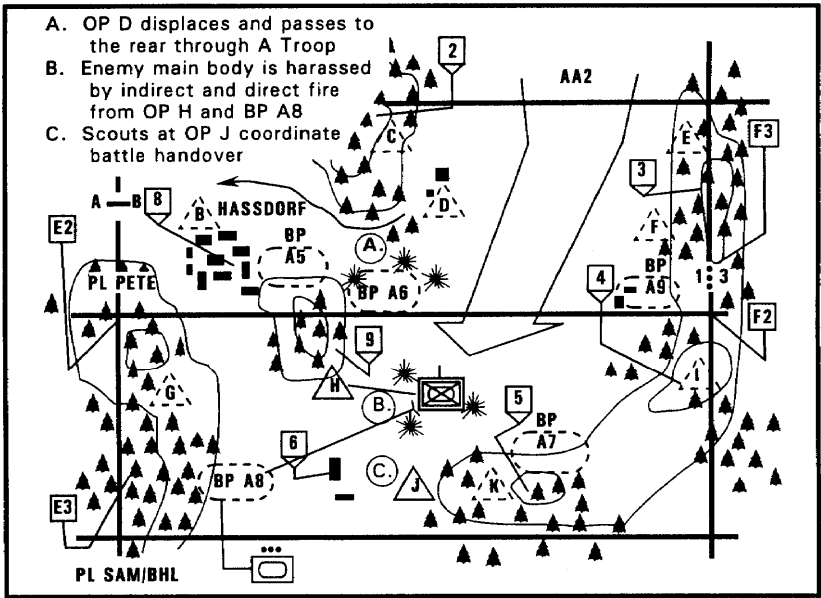 A. OP D displaces and passes to
the rear through A Troop
B. Enemy main body is harassed
by indirect and direct fire
from OP H and BP A8
C. Scouts at OP J coordinate
battle handover
2
AA2
C
E
F3
3
A B
8
B
HASSDORF
D
E2
F
BP
A5
A.
BP
A9
1 3
PL PETE
BP A6
4
F2
9
H
I
G
B.
5
BP
A7
6
BP A8
C.
J
K
E3
PL SAM/BHL